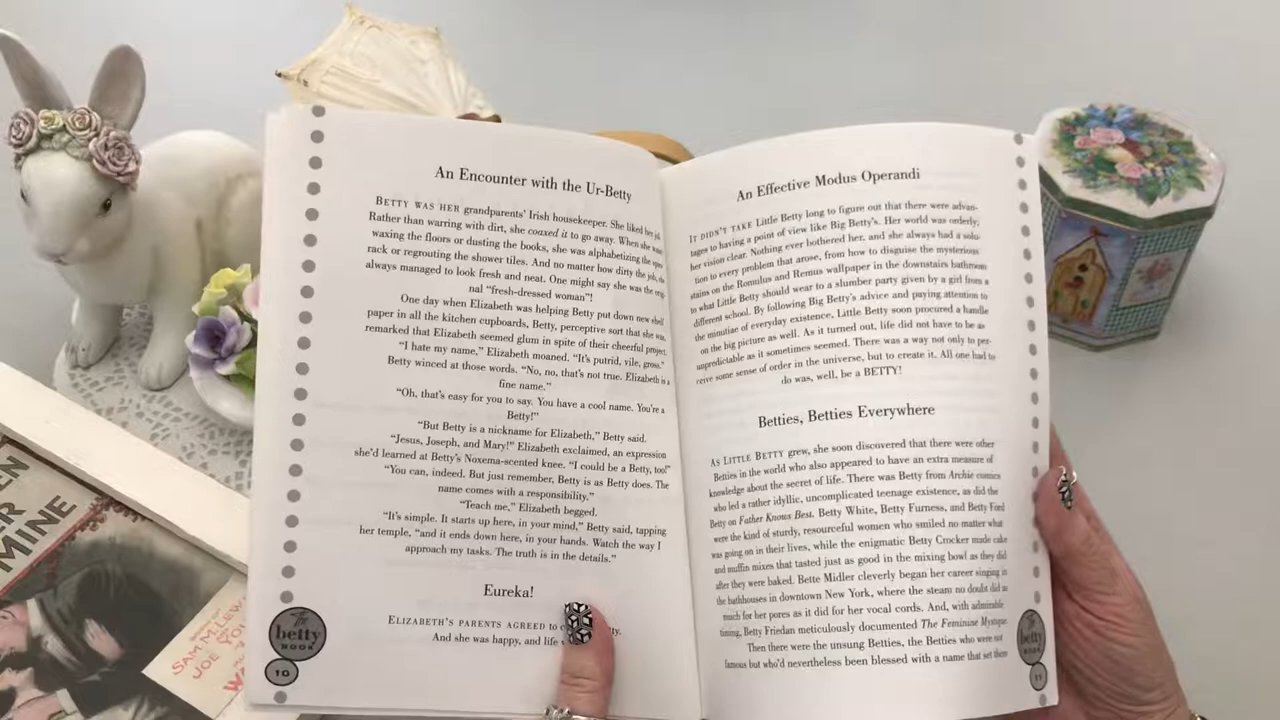 An Encounter with the Ur-Betty
BETTY WAS HER grandparents' Irish housekeeper. She liked her job.
Rather than warring with dirt, she coaxed it to go away. When she wasn't
waxing the floors or dusting the books, she was alphabetizing the spice
rack or regrouting the shower tiles. And no matter how dirty the job, she
always managed to look fresh and neat. One might say she was the origi-
nal “fresh-dressed woman”!
One day when Elizabeth was helping Betty put down new shelf
paper in all the kitchen cupboards, Betty, perceptive sort that she was,
remarked that Elizabeth seemed glum in spite of their cheerful project.
“I hate my name,” Elizabeth moaned. “It's putrid, vile, gross.”
Betty winced at those words. “No, no, that's not true. Elizabeth is a
fine name.”
“Oh, that's easy for you to say. You have a cool name. You're a
Betty!”
“But Betty is a nickname for Elizabeth,” Betty said.
“Jesus, Joseph, and Mary!” Elizabeth exclaimed, an expression
she'd learned at Betty's Noxema-scented knee. “I could be a Betty, too!”
“You can, indeed. But just remember, Betty is as Betty does. The
name comes with a responsibility.”
“Teach me,” Elizabeth begged.
“It's simple. It starts up here, in your mind,” Betty said, tapping
her temple, “and it ends down here, in your hands. Watch the way I
approach my tasks. The truth is in the details.”
Eureka!
ELIZABETH'S PARENTS AGREED to
And she was happy, and life
The
betty
BOOK
10
An Effective Modus Operandi
IT DIDN'T TAKE Little Betty long to figure out that there were advan-
tages to having a point of view like Big Betty's. Her world was orderly;
her vision clear. Nothing ever bothered her, and she always had a solu-
tion to every problem that arose, from how to disguise the mysterious
stains on the Romulus and Remus wallpaper in the downstairs bathroom
to what Little Betty should wear to a slumber party given by a girl from a
different school. By following Big Betty's advice and paying attention to
the minutiae of everyday existence, Little Betty soon procured a handle
on the big picture as well. As it turned out, life did not have to be as
unpredictable as it sometimes seemed. There was a way not only to per-
ceive some sense of order in the universe, but to create it. All one had to
do was, well, be a BETTY!
Betties, Betties Everywhere
AS LITTLE BETTY grew, she soon discovered that there were other
Betties in the world who also appeared to have an extra measure of
knowledge about the secret of life. There was Betty from Archie comics
who led a rather idyllic, uncomplicated teenage existence, as did the
Betty on Father Knows Best. Betty White, Betty Furness, and Betty Ford
were the kind of sturdy, resourceful women who smiled no matter what
was going on in their lives, while the enigmatic Betty Crocker made cake
and muffin mixes that tasted just as good in the mixing bowl as they did
after they were baked. Bette Midler cleverly began her career singing in
the bathhouses in downtown New York, where the steam no doubt did as
much for her pores as it did for her vocal cords. And, with admirable
timing, Betty Friedan meticulously documented The Feminine Mystique.
Then there were the unsung Betties, the Betties who were not
famous but who'd nevertheless been blessed with a name that set them
The
betty
BOOK
11
MINE
SAM
JOE